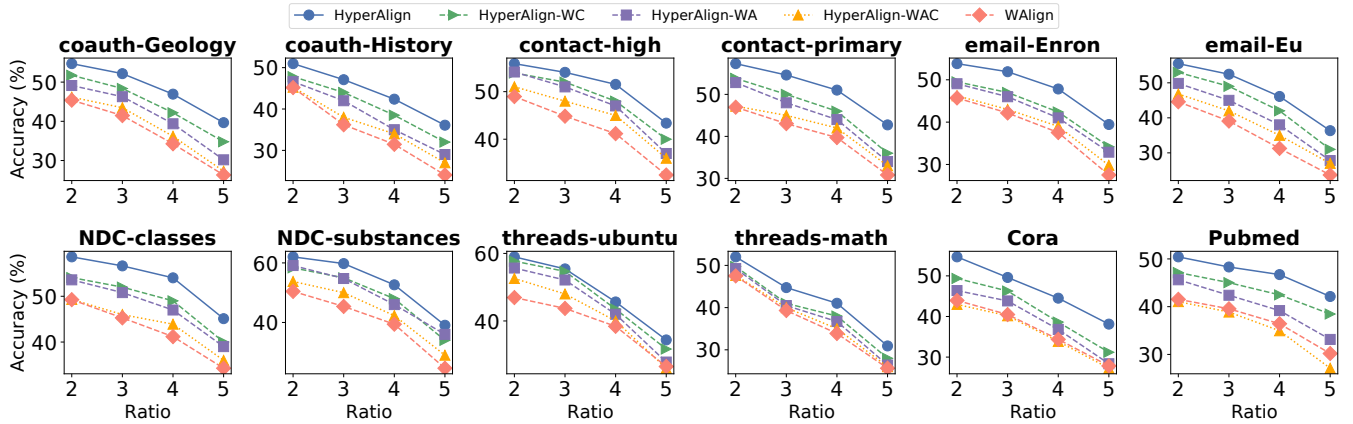 HyperAlign HyperAlign-WC HyperAlign-WA HyperAlign-WAC WAlign
coauth-Geology coauth-History contact-high contact-primary email-Enron email-Eu
Accuracy (%)
50 40 30
2 3 4 5
50 40 30
2 3 4 5
50 40
2 3 4 5
50 40 30
2 3 4 5
50 40 30
2 3 4 5
50 40 30
2 3 4 5
NDC-classes NDC-substances threads-ubuntu threads-math Cora Pubmed
Accuracy (%)
50 40
2 3 4 5
60 40
2 3 4 5
60 40
2 3 4 5
50 40 30
2 3 4 5
50 40 30
2 3 4 5
50 40 30
2 3 4 5
Ratio Ratio Ratio Ratio Ratio Ratio